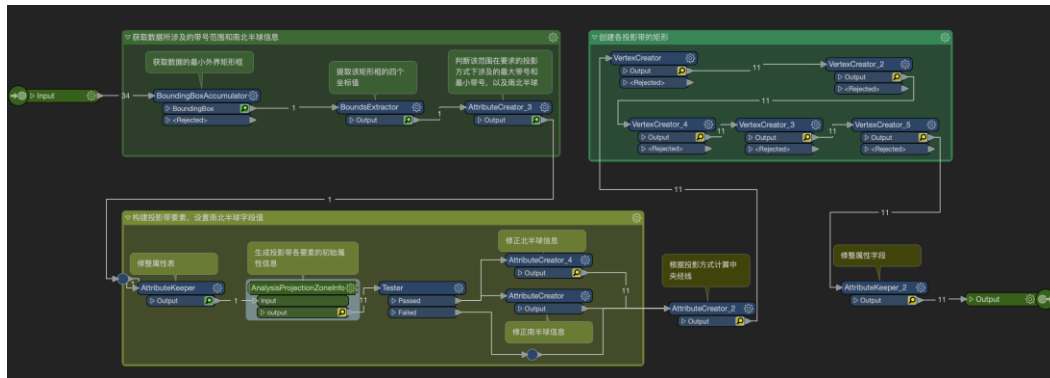 获取数据所涉及的带号范围和南北半球信息
获取数据的最小外界矩形框
提取该矩形框的四个
坐标值
判断该范围在要求的投影
方式下涉及的最大带号和
最小带号，以及南北半球
Input
34
BoundingBoxAccumulator
BoundingBox
<Rejected>
1
BoundsExtractor
Output
1
AttributeCreator_3
Output
1
创建各投影带的矩形
VertexCreator
Output
<Rejected>
11
VertexCreator_2
Output
<Rejected>
11
VertexCreator_4
Output
<Rejected>
11
VertexCreator_3
Output
<Rejected>
11
VertexCreator_5
Output
<Rejected>
11
11
构建投影带要素，设置南北半球字段值
修整属性表
AttributeKeeper
Output
1
生成投影带各要素的初始属
性信息
AnalysisProjectionZoneInfo
Input
output
11
Tester
Passed
Failed
修正北半球信息
AttributeCreator_4
Output
AttributeCreator
Output
修正南半球信息
11
根据投影方式计算中
央经线
AttributeCreator_2
Output
修整属性字段
AttributeKeeper_2
Output
11
Output